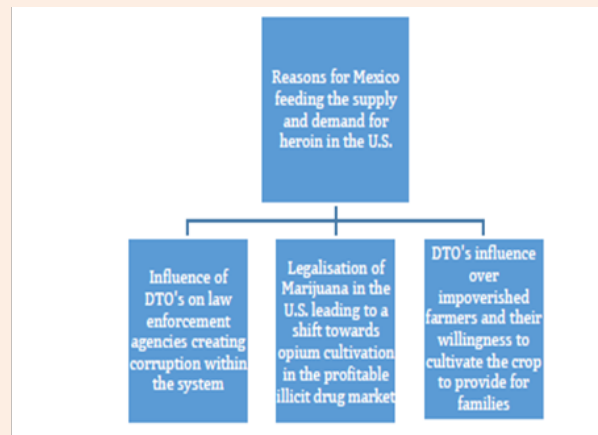 Reasons for Mexico
feeding the supply
and demand for
heroin in the U.S.
Influence of
DTO's on law
enforcement
agencies creating
corruption within
the system
Legalisation of
Marijuana in the
U.S. leading to a
shift towards
opium cultivation
in the profitable
illicit drug market
DTO's influence
over
impoverished
farmers and their
willingness to
cultivate the crop
to provide for
families